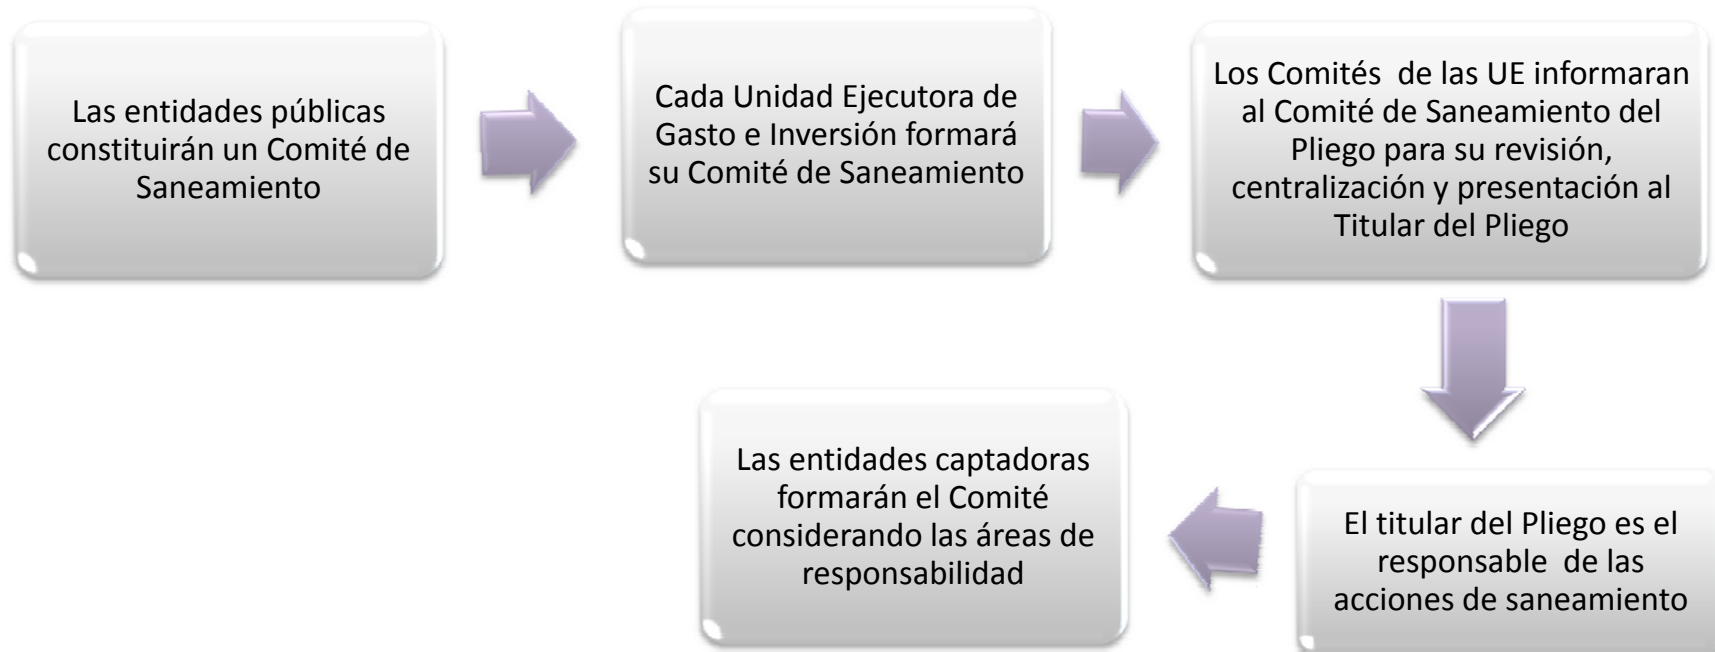 Las entidades públicas
constituirán un Comité de
Saneamiento
Cada Unidad Ejecutora de
Gasto e Inversión formará
su Comité de Saneamiento
Los Comités de las UE informaran
al Comité de Saneamiento del
Pliego para su revisión,
centralización y presentación al
Titular del Pliego
El titular del Pliego es el
responsable de las
acciones de saneamiento
Las entidades captadoras
formarán el Comité
considerando las áreas de
responsabilidad